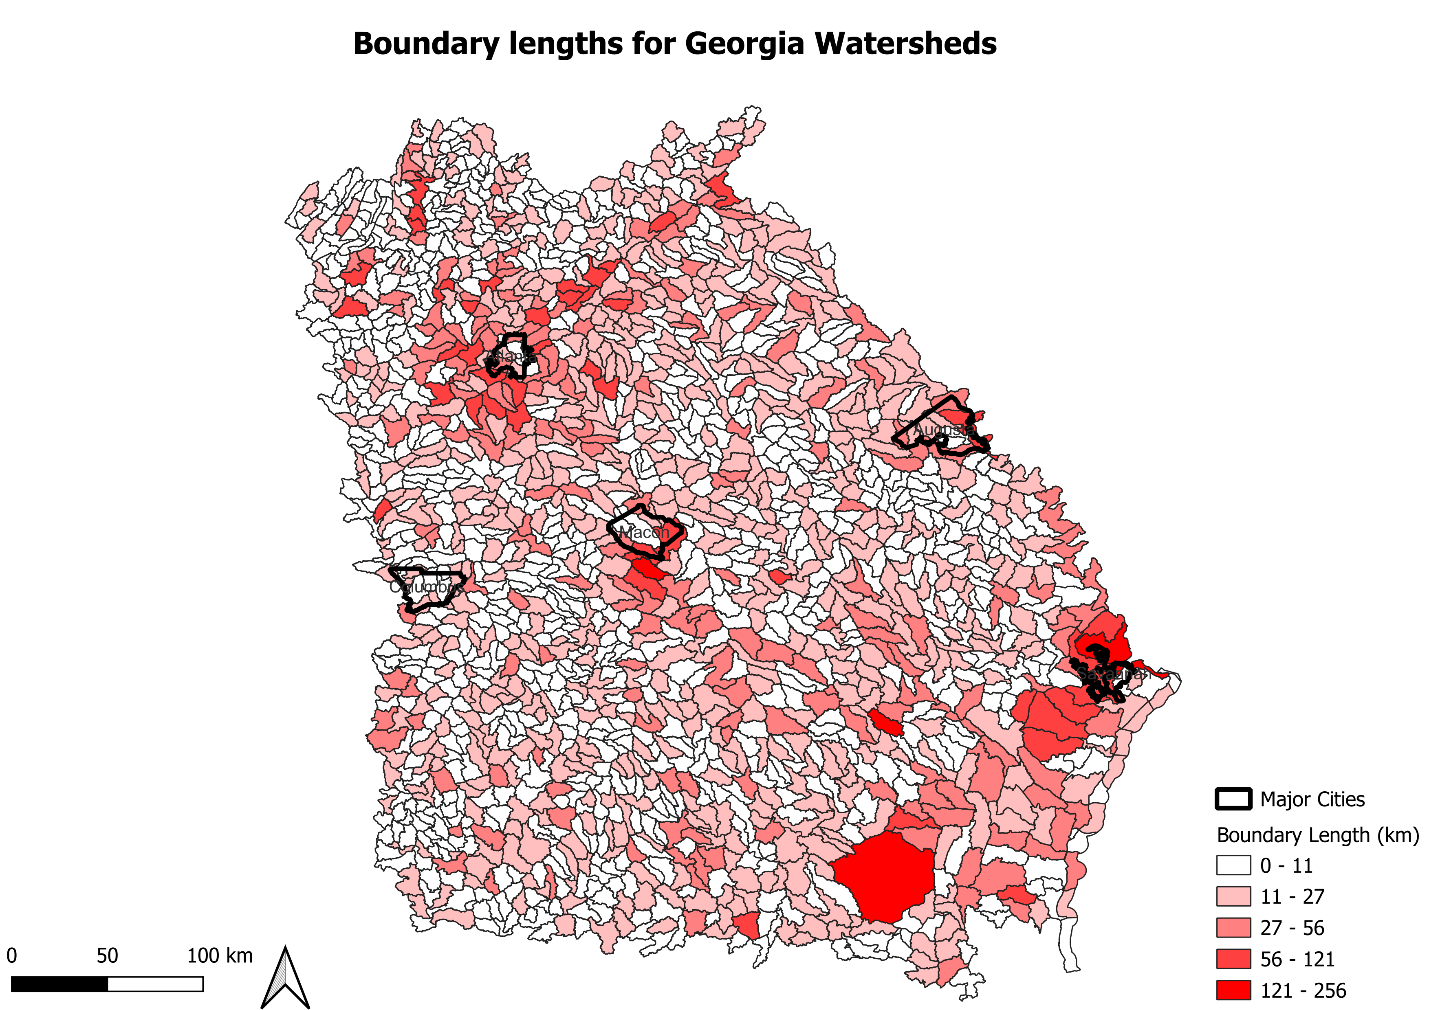 Boundary lengths for Georgia Watersheds
Augusta
Macon
Savannah
Major Cities
Boundary Length (km)
0 - 11
11 - 27
27 - 56
56 - 121
121 - 256
0 50 100 km